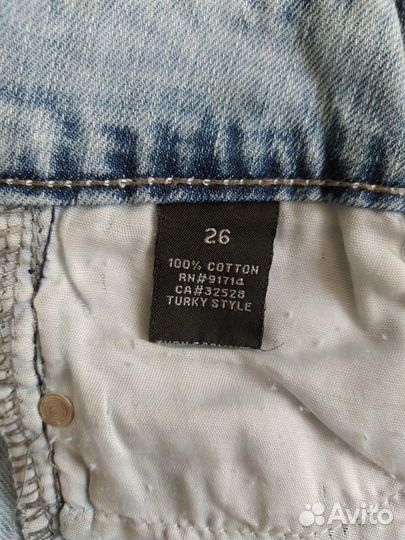 26
100% COTTON
RN#91714
CA#32528
TURKY STYLE
Avito